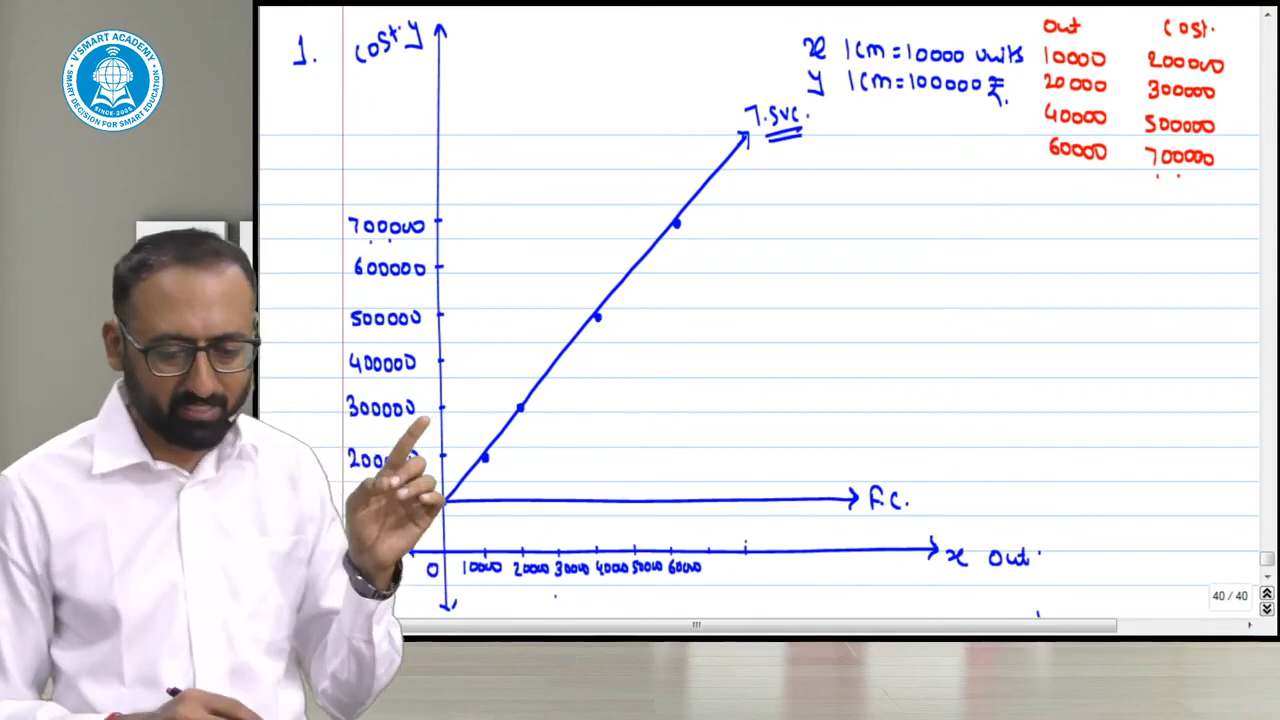 V'SMART ACADEMY
SINCE-2005
SMART DECISION FOR SMART EDUCATION
1.
Cost y
x 1cm = 10000 units
y 1cm = 100000 ₹.
T.SVC.
Out Cost.
10000 200000
20000 300000
40000 500000
60000 700000
700000
600000
500000
400000
300000
F.C.
0 10000 20000 30000 40000 50000 60000
x Out
40 / 40